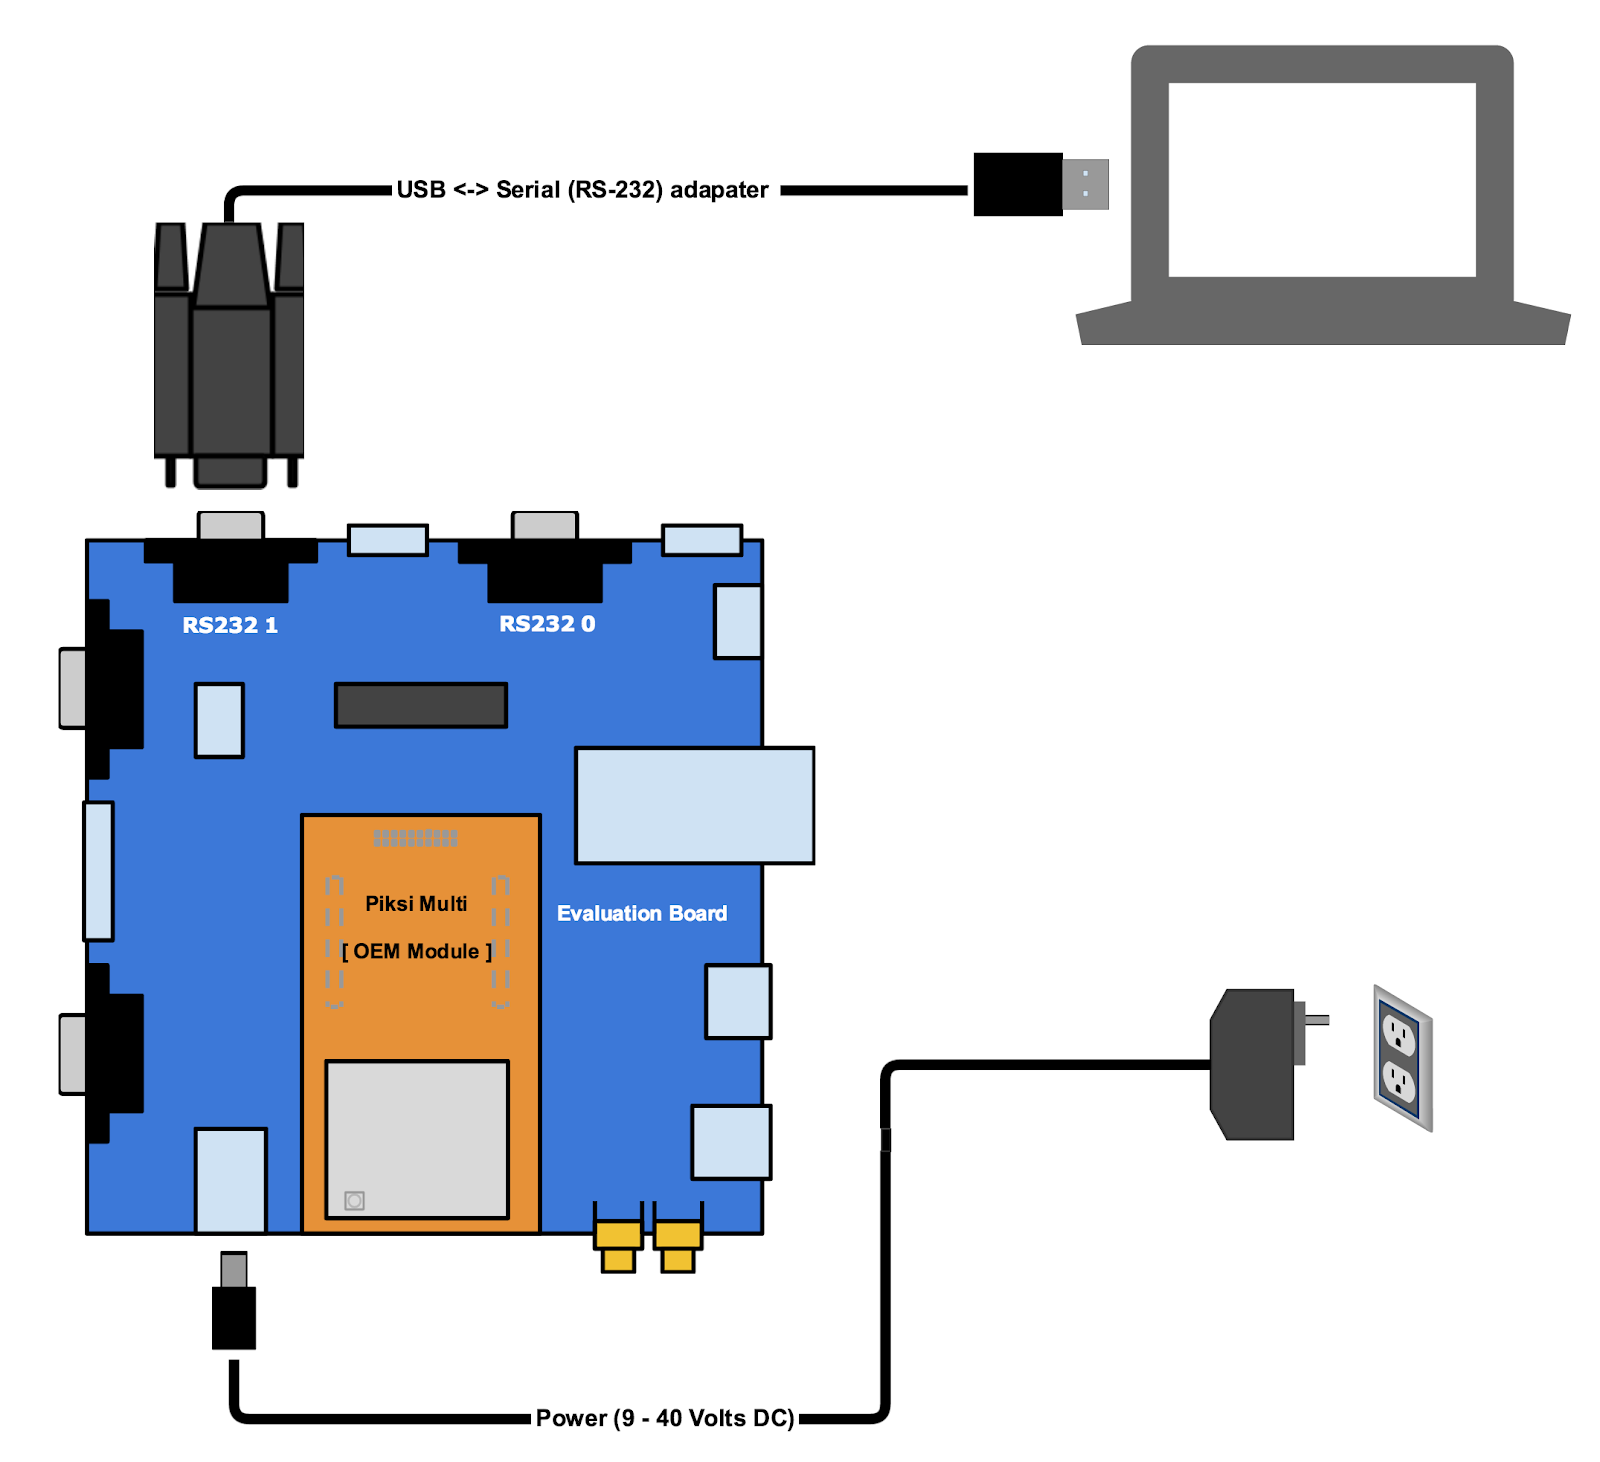 USB <-> Serial (RS-232) adapater
RS232 1
RS232 0
Piksi Multi
[ OEM Module ]
Evaluation Board
Power (9 - 40 Volts DC)